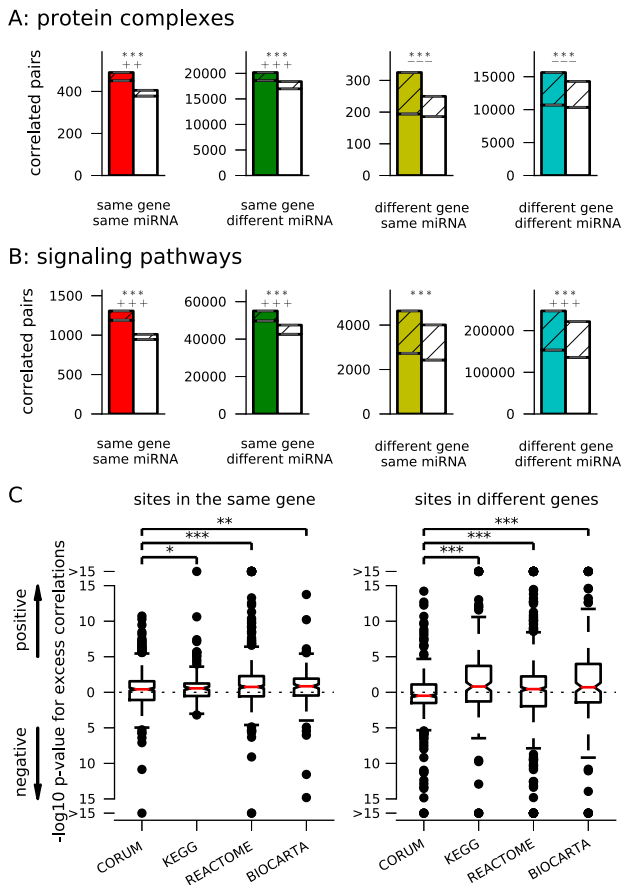 A: protein complexes
correlated pairs
400
200
0
***
++
same gene
same miRNA
20000
15000
10000
5000
0
***
+++
same gene
different miRNA
300
200
100
0
***
−−−
different gene
same miRNA
15000
10000
5000
0
***
−−−
different gene
different miRNA
B: signaling pathways
correlated pairs
1500
1000
500
0
***
+++
same gene
same miRNA
60000
40000
20000
0
***
+++
same gene
different miRNA
4000
2000
0
***
different gene
same miRNA
200000
100000
0
***
+++
different gene
different miRNA
C
positive
negative
-log10 p-value for excess correlations
sites in the same gene
**
***
*
>15
15
10
5
0
5
10
15
>15
CORUM
KEGG
REACTOME
BIOCARTA
sites in different genes
***
***
***
>15
15
10
5
0
5
10
15
>15
CORUM
KEGG
REACTOME
BIOCARTA